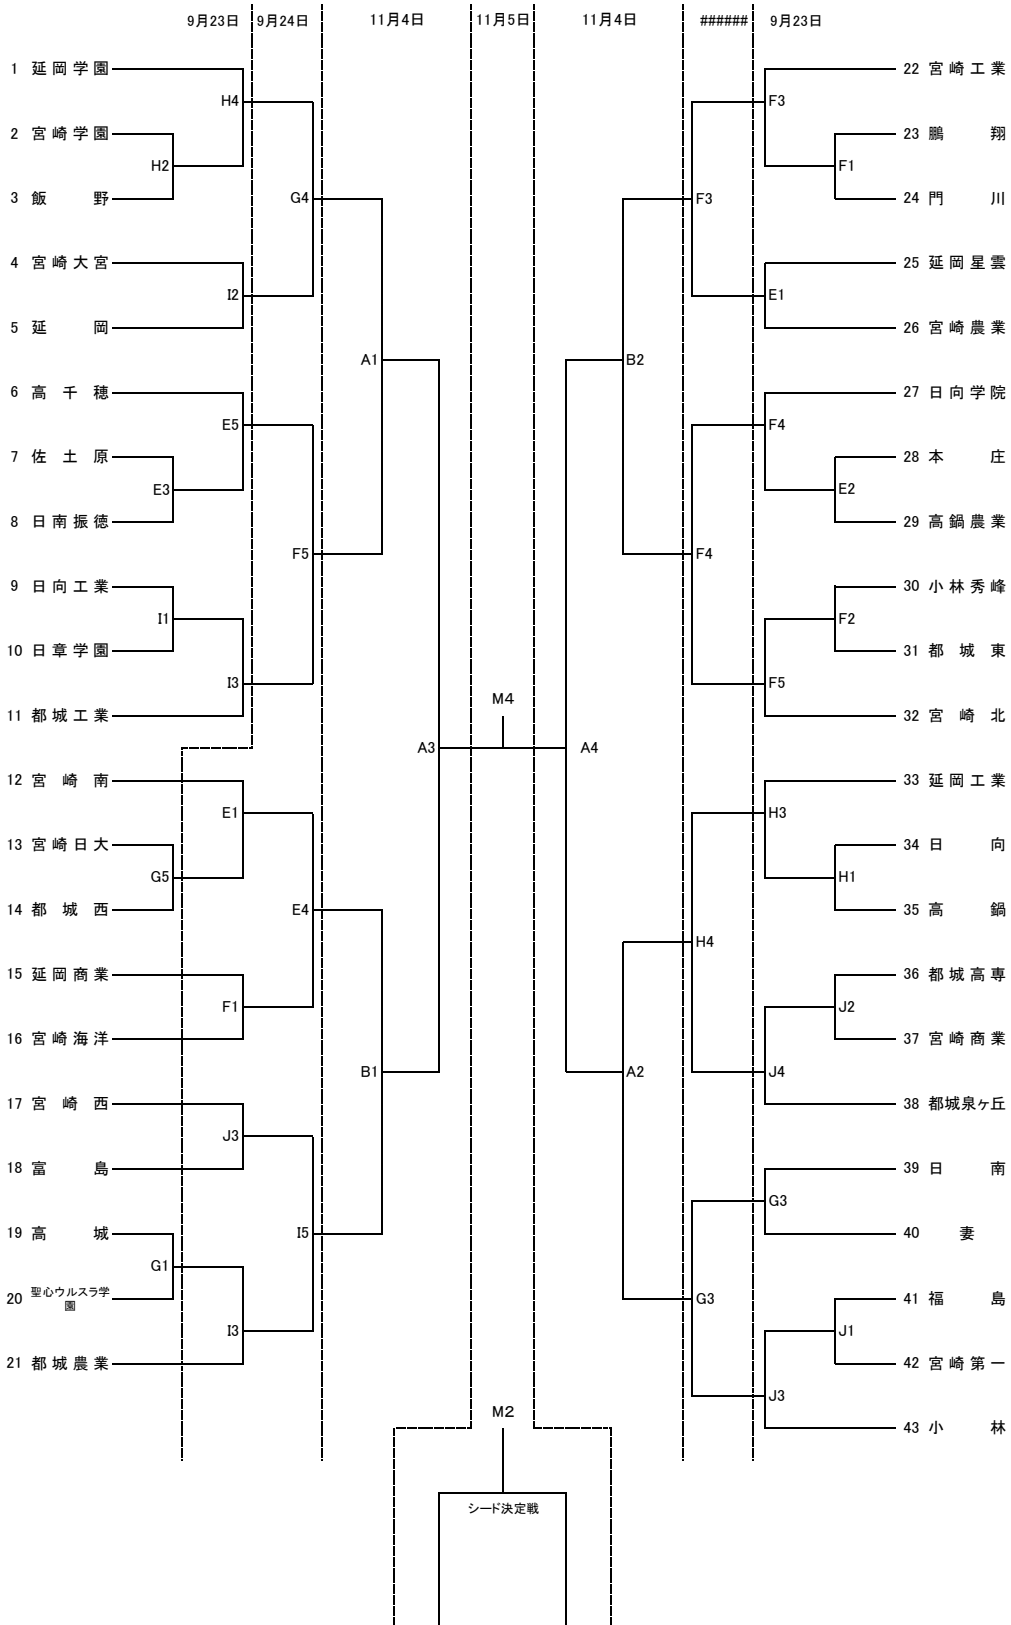 9月23日 9月24日 11月4日 11月5日 11月4日 ###### 9月23日
1 延岡学園
22 宮崎工業
H4
F3
2 宮崎学園
23 鵬 翔
H2
F1
3 飯 野
G4
F3
24 門 川
4 宮崎大宮
25 延岡星雲
I2
E1
5 延 岡
26 宮崎農業
A1
B2
6 高千穂
27 日向学院
E5
F4
7 佐土原
28 本 庄
E3
E2
8 日南振徳
29 高鍋農業
F5
F4
9 日向工業
30 小林秀峰
I1
F2
10 日章学園
31 都城東
I3
F5
M4
11 都城工業
32 宮崎北
A3
A4
12 宮崎南
33 延岡工業
E1
H3
13 宮崎日大
34 日 向
G5
H1
14 都城西
E4
35 高 鍋
H4
15 延岡商業
36 都城高専
F1
J2
16 宮崎海洋
37 宮崎商業
B1
A2
J4
17 宮崎西
38 都城泉ヶ丘
J3
18 富 島
39 日 南
G3
19 高 城
I5
40 妻
G1
20 聖心ウルスラ学
園
G3
41 福 島
I3
J1
21 都城農業
42 宮崎第一
J3
M2
43 小 林
シード決定戦